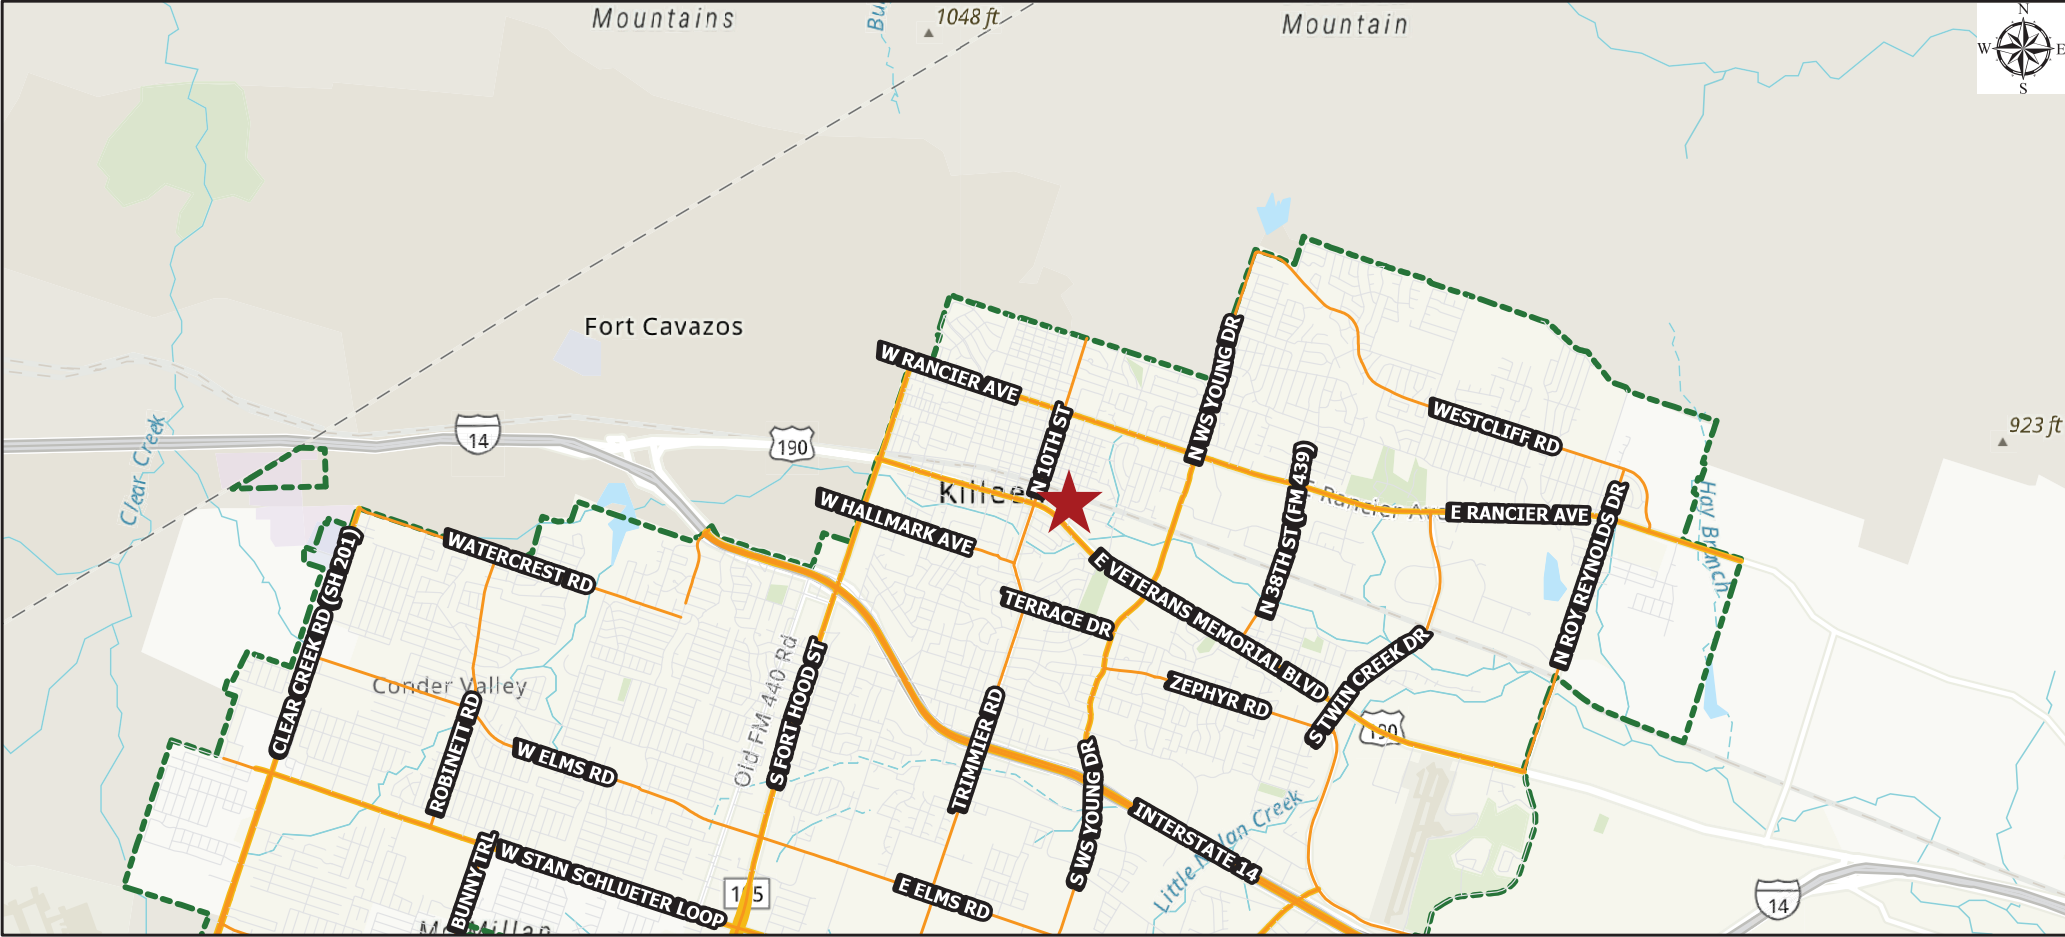 Mountains
1048 ft
Mountain
N
W
E
S
Fort Cavazos
N WS YOUNG DR
W RANCIER AVE
WESTCLIFF RD
923 ft
14
190
N 10TH ST
N 38TH ST (FM 439)
Clear Creek
W HALLMARK AVE
Rancier Ave
E RANCIER AVE
N ROY REYNOLDS DR
Hay Branch
WATERCREST RD
CLEAR CREEK RD (SH 201)
E VETERANS MEMORIAL BLVD
TERRACE DR
S TWIN CREEK DR
Conder Valley
ZEPHYR RD
Old FM 440 Rd
S FORT HOOD ST
TRIMMIER RD
ROBINETT RD
190
W ELMS RD
S WS YOUNG DR
INTERSTATE 14
Creek
BUNNY TRL
W STAN SCHLUETER LOOP
E ELMS RD
14